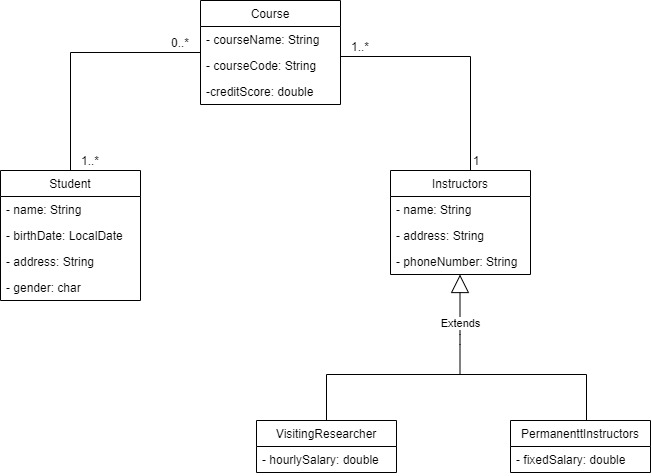 Course
- courseName: String
- courseCode: String
-creditScore: double
0..*
1..*
1..*
1
Student
- name: String
- birthDate: LocalDate
- address: String
- gender: char
Instructors
- name: String
- address: String
- phoneNumber: String
Extends
VisitingResearcher
- hourlySalary: double
PermanenttInstructors
- fixedSalary: double